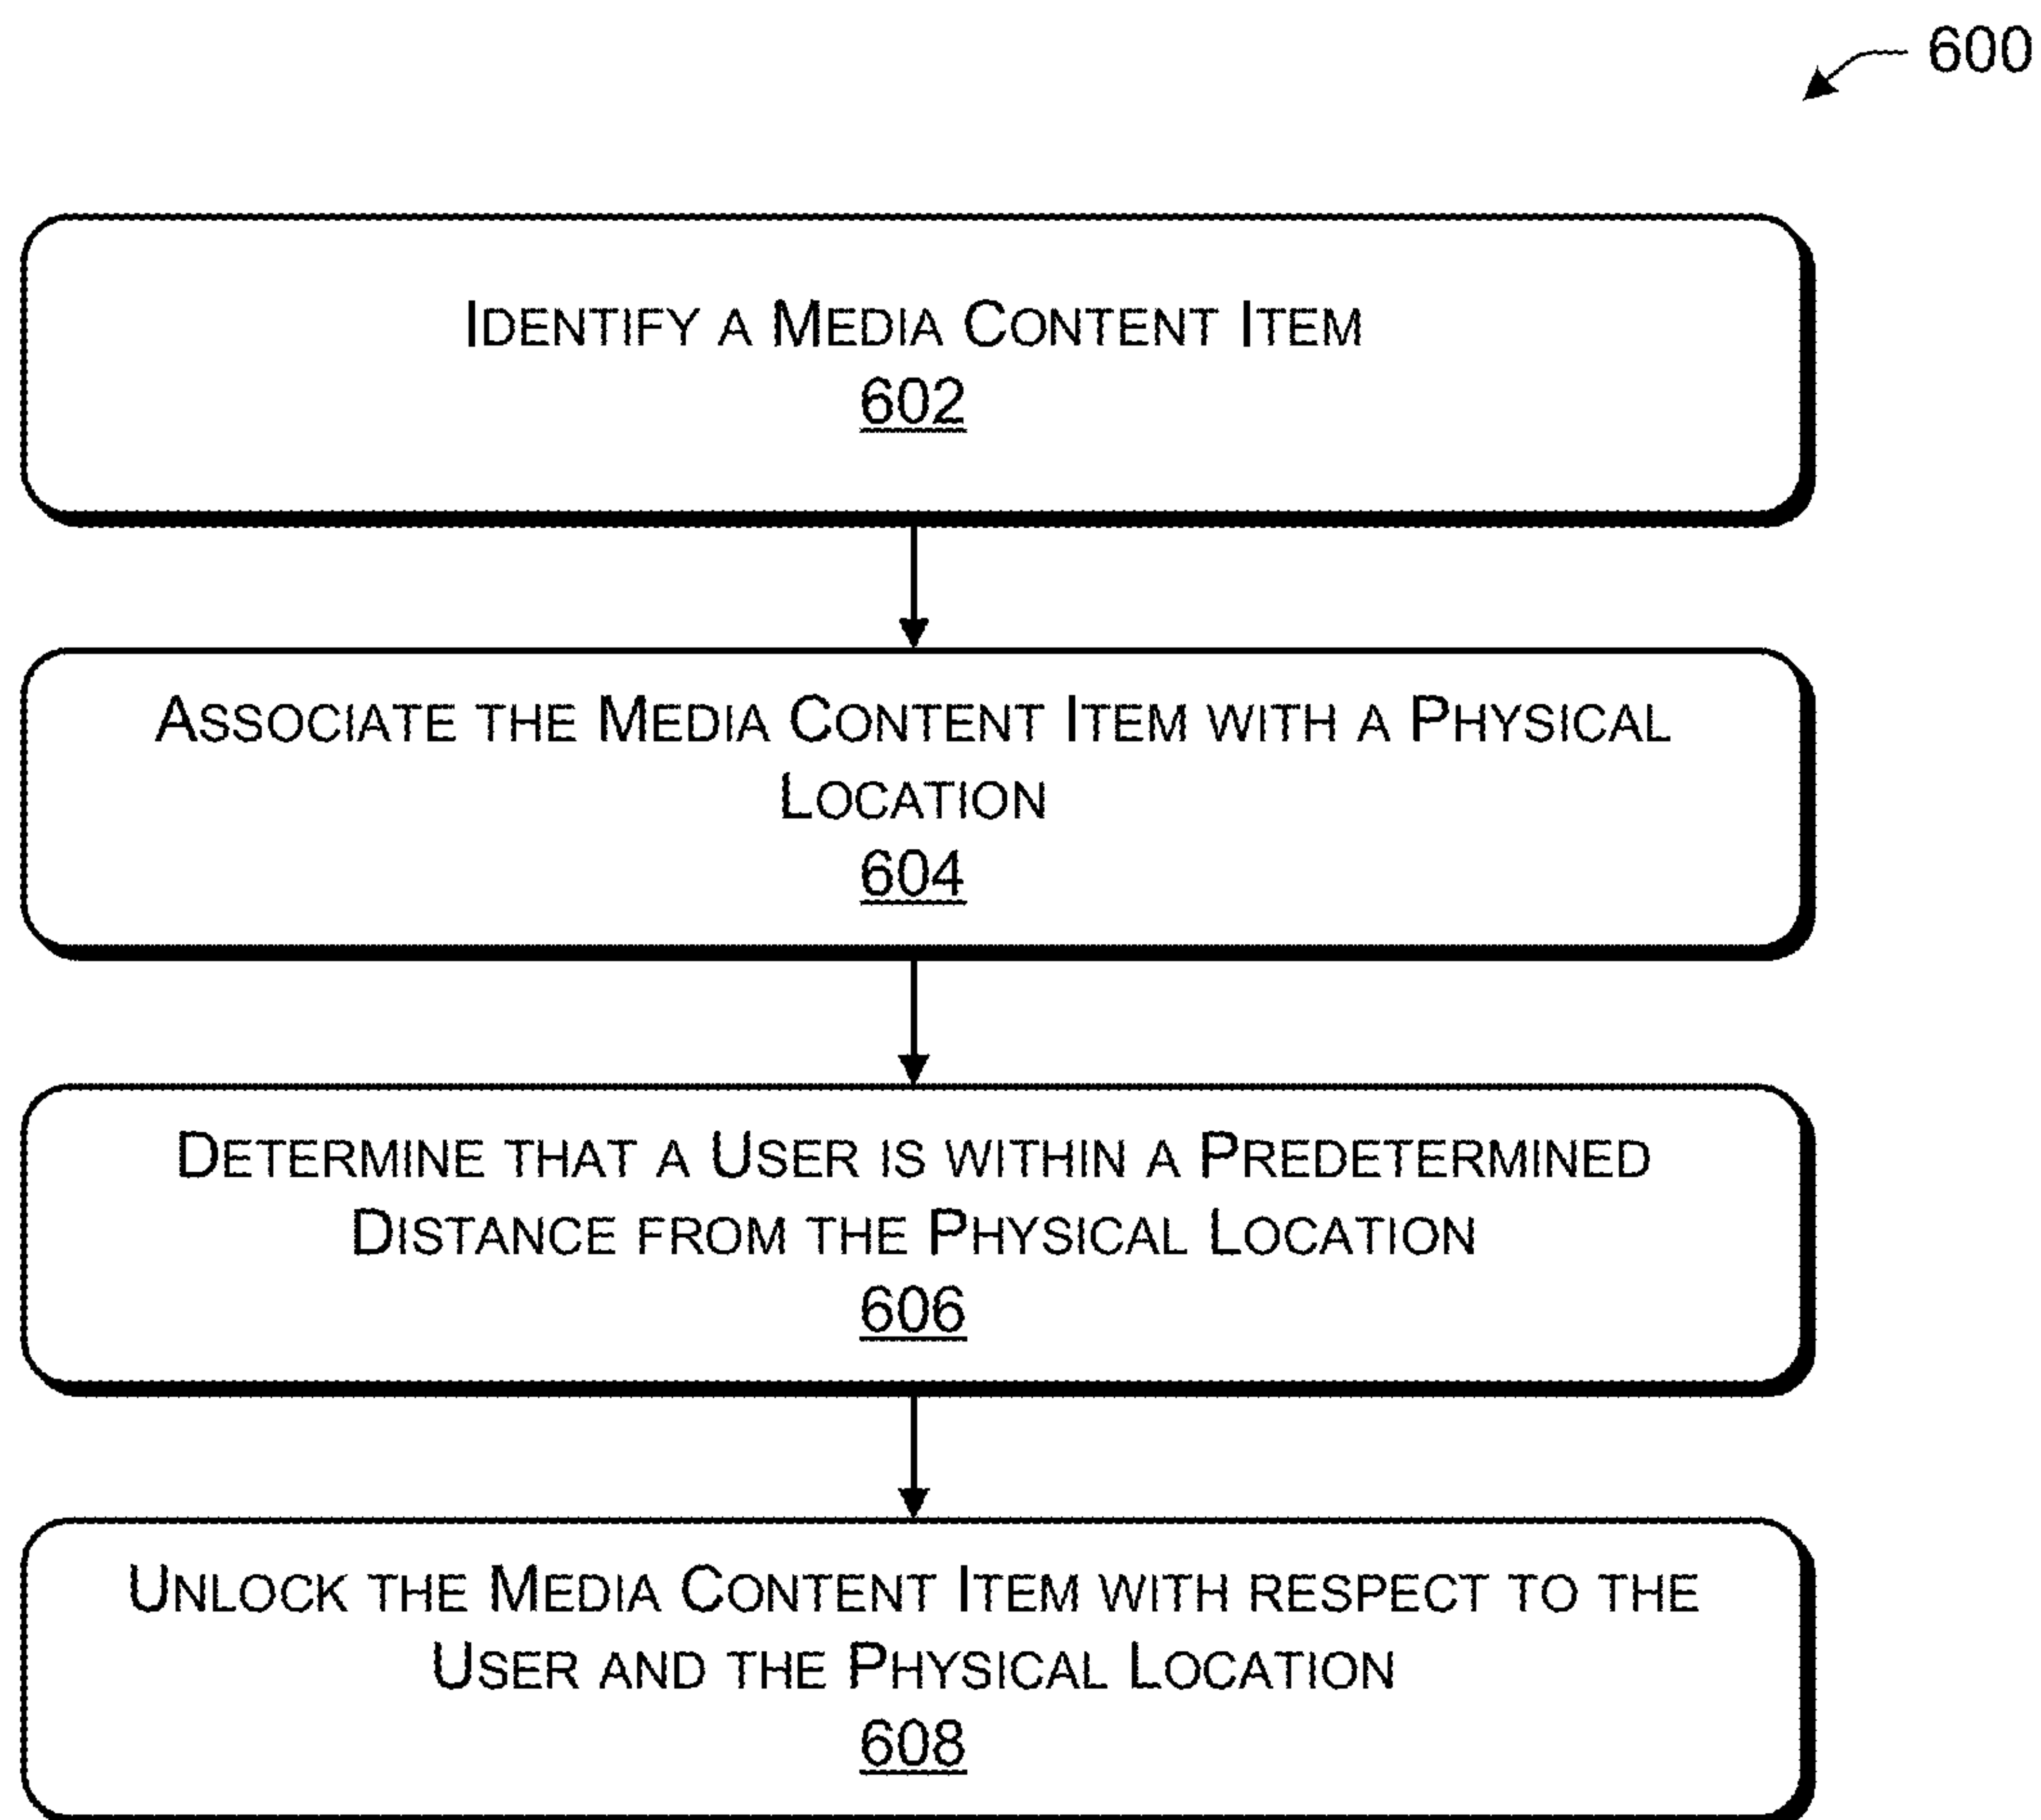 600
IDENTIFY A MEDIA CONTENT ITEM
602
ASSOCIATE THE MEDIA CONTENT ITEM WITH A PHYSICAL
LOCATION
604
DETERMINE THAT A USER IS WITHIN A PREDETERMINED
DISTANCE FROM THE PHYSICAL LOCATION
606
UNLOCK THE MEDIA CONTENT ITEM WITH RESPECT TO THE
USER AND THE PHYSICAL LOCATION
608